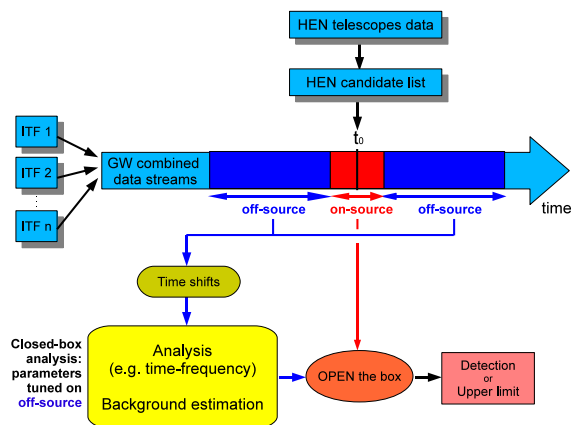 HEN telescopes data
HEN candidate list
t0
ITF 1
ITF 2
ITF n
GW combined
data streams
off-source
on-source
off-source
time
Time shifts
Closed-box
analysis:
parameters
tuned on
off-source
Analysis
(e.g. time-frequency)
Background estimation
OPEN the box
Detection
or
Upper limit